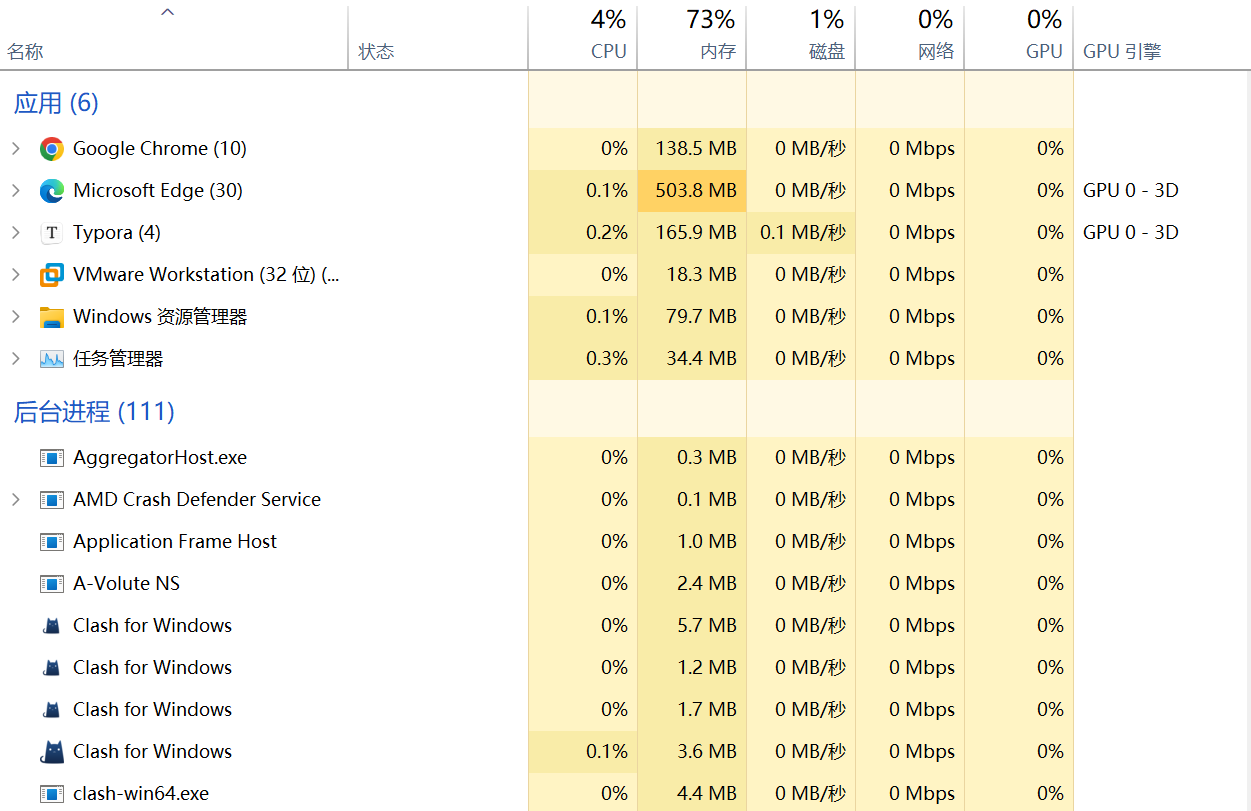 4% 73% 1% 0% 0%
名称 状态 CPU 内存 磁盘 网络 GPU GPU 引擎
应用 (6)
Google Chrome (10) 0% 138.5 MB 0 MB/秒 0 Mbps 0%
Microsoft Edge (30) 0.1% 503.8 MB 0 MB/秒 0 Mbps 0% GPU 0 - 3D
T Typora (4) 0.2% 165.9 MB 0.1 MB/秒 0 Mbps 0% GPU 0 - 3D
VMware Workstation (32 位) (... 0% 18.3 MB 0 MB/秒 0 Mbps 0%
Windows 资源管理器 0.1% 79.7 MB 0 MB/秒 0 Mbps 0%
任务管理器 0.3% 34.4 MB 0 MB/秒 0 Mbps 0%
后台进程 (111)
AggregatorHost.exe 0% 0.3 MB 0 MB/秒 0 Mbps 0%
AMD Crash Defender Service 0% 0.1 MB 0 MB/秒 0 Mbps 0%
Application Frame Host 0% 1.0 MB 0 MB/秒 0 Mbps 0%
A-Volute NS 0% 2.4 MB 0 MB/秒 0 Mbps 0%
Clash for Windows 0% 5.7 MB 0 MB/秒 0 Mbps 0%
Clash for Windows 0% 1.2 MB 0 MB/秒 0 Mbps 0%
Clash for Windows 0% 1.7 MB 0 MB/秒 0 Mbps 0%
Clash for Windows 0.1% 3.6 MB 0 MB/秒 0 Mbps 0%
clash-win64.exe 0% 4.4 MB 0 MB/秒 0 Mbps 0%